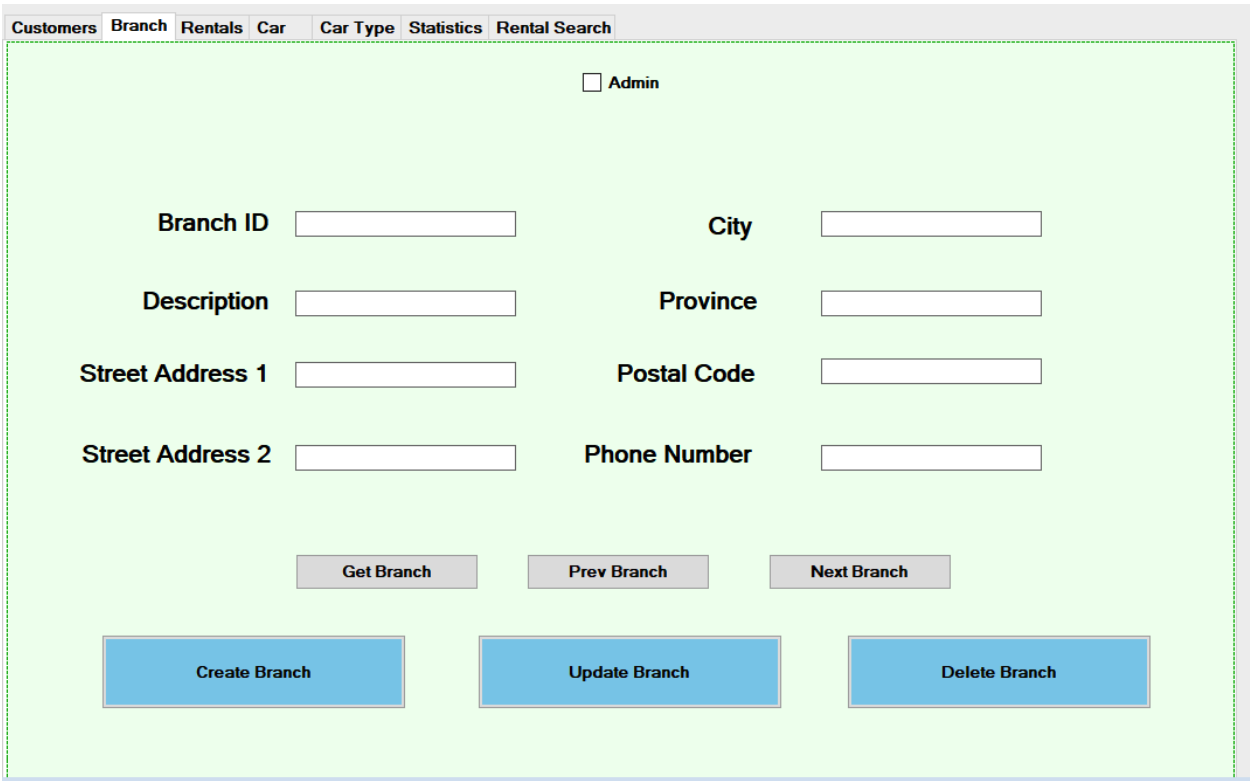 Customers Branch Rentals Car Car Type Statistics Rental Search
Admin
Branch ID City
Description Province
Street Address 1 Postal Code
Street Address 2 Phone Number
Get Branch Prev Branch Next Branch
Create Branch Update Branch Delete Branch